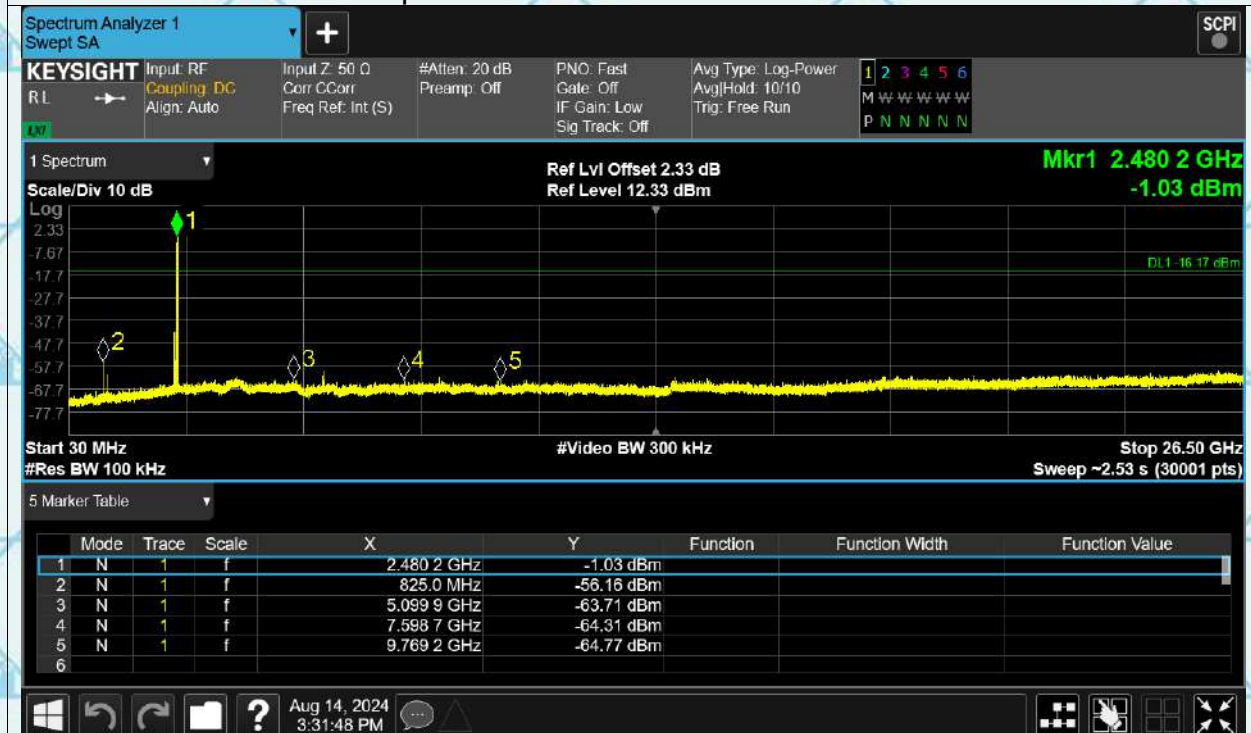 Spectrum Analyzer 1
Swept SA
+
SCPI
KEYSIGHT
RL
LXI
Input: RF
Coupling: DC
Align: Auto
Input Z: 50 Ω
Corr CCorr
Freq Ref: Int (S)
#Atten: 20 dB
Preamp: Off
PNO: Fast
Gate: Off
IF Gain: Low
Sig Track: Off
Avg Type: Log-Power
Avg|Hold: 10/10
Trig: Free Run
1 2 3 4 5 6
M W W W W W
P N N N N N
1 Spectrum
Scale/Div 10 dB
Ref Lvl Offset 2.33 dB
Ref Level 12.33 dBm
Mkr1 2.480 2 GHz
-1.03 dBm
Log
2.33
-7.67
-17.7
-27.7
-37.7
-47.7
-57.7
-67.7
-77.7
1
DL1 -16.17 dBm
2
3
4
5
Start 30 MHz
#Res BW 100 kHz
#Video BW 300 kHz
Stop 26.50 GHz
Sweep ~2.53 s (30001 pts)
5 Marker Table
Mode Trace Scale X Y Function Function Width Function Value
1 N 1 f 2.480 2 GHz -1.03 dBm
2 N 1 f 825.0 MHz -56.16 dBm
3 N 1 f 5.099 9 GHz -63.71 dBm
4 N 1 f 7.598 7 GHz -64.31 dBm
5 N 1 f 9.769 2 GHz -64.77 dBm
6
?
Aug 14, 2024
3:31:48 PM